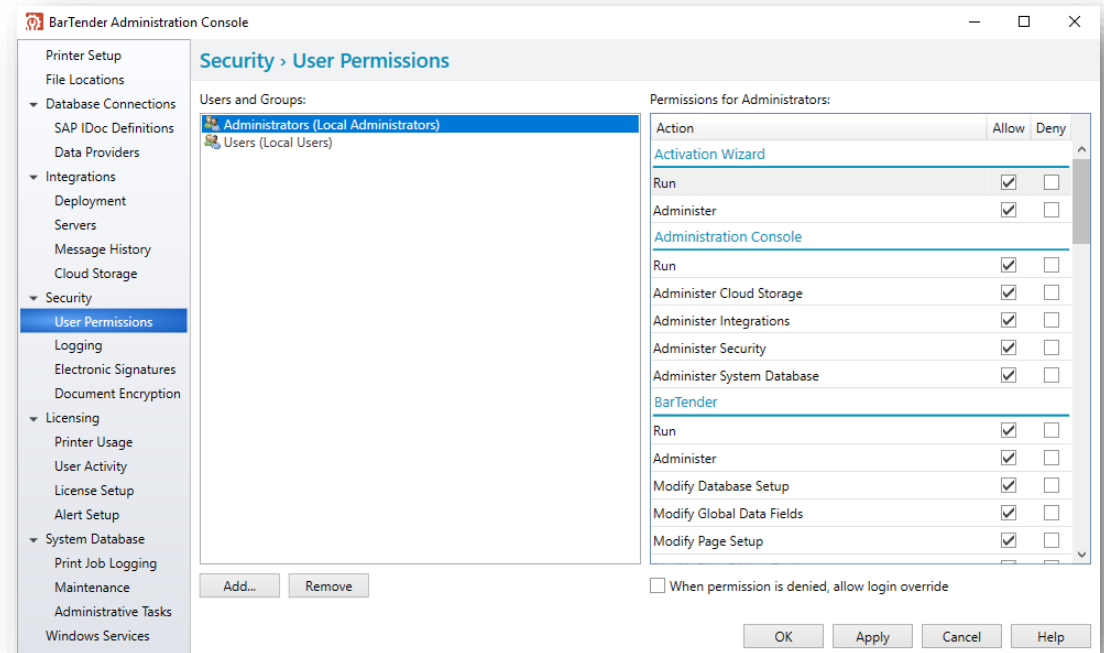 BarTender Administration Console
Printer Setup
File Locations
Database Connections
SAP IDoc Definitions
Data Providers
Integrations
Deployment
Servers
Message History
Cloud Storage
Security
User Permissions
Logging
Electronic Signatures
Document Encryption
Licensing
Printer Usage
User Activity
License Setup
Alert Setup
System Database
Print Job Logging
Maintenance
Administrative Tasks
Windows Services
Security › User Permissions
Users and Groups:
Administrators (Local Administrators)
Users (Local Users)
Add...
Remove
Permissions for Administrators:
Action Allow Deny
Activation Wizard
Run
Administer
Administration Console
Run
Administer Cloud Storage
Administer Integrations
Administer Security
Administer System Database
BarTender
Run
Administer
Modify Database Setup
Modify Global Data Fields
Modify Page Setup
When permission is denied, allow login override
OK Apply Cancel Help